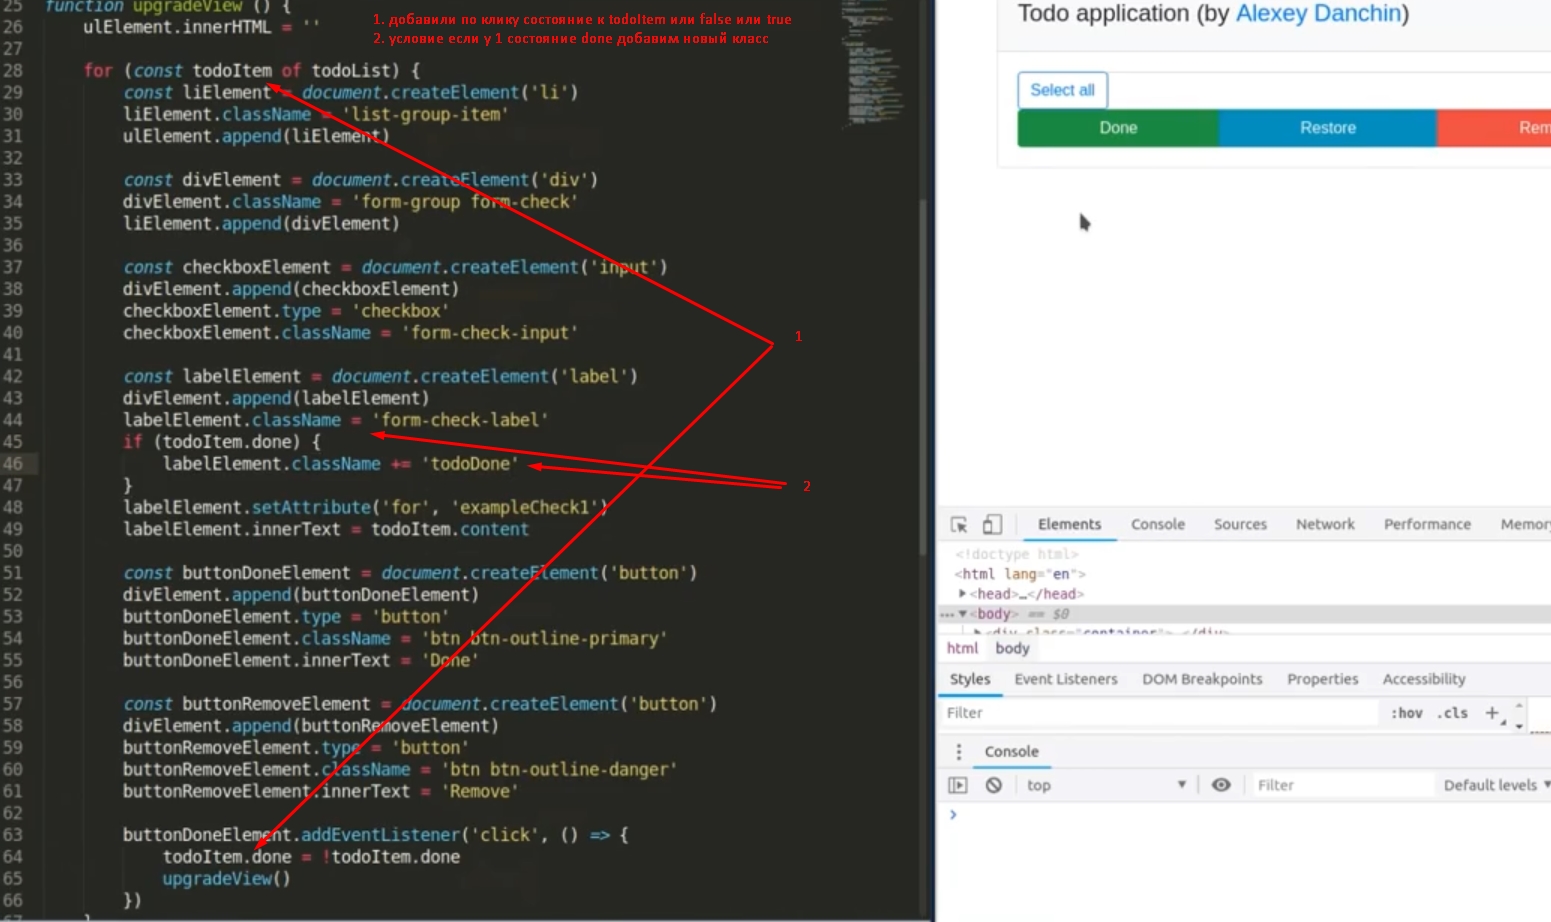 25 function upgradeView () {
26 ulElement.innerHTML = ''
1. добавили по клику состояние к todoItem или false или true
2. условие если у 1 состояние done добавим новый класс
27
28 for (const todoItem of todoList) {
29 const liElement = document.createElement('li')
30 liElement.className = 'list-group-item'
31 ulElement.append(liElement)
32
33 const divElement = document.createElement('div')
34 divElement.className = 'form-group form-check'
35 liElement.append(divElement)
36
37 const checkboxElement = document.createElement('input')
38 divElement.append(checkboxElement)
39 checkboxElement.type = 'checkbox'
40 checkboxElement.className = 'form-check-input'
41
42 const labelElement = document.createElement('label')
43 divElement.append(labelElement)
44 labelElement.className = 'form-check-label'
45 if (todoItem.done) {
46 labelElement.className += 'todoDone'
47 }
48 labelElement.setAttribute('for', 'exampleCheck1')
49 labelElement.innerText = todoItem.content
50
51 const buttonDoneElement = document.createElement('button')
52 divElement.append(buttonDoneElement)
53 buttonDoneElement.type = 'button'
54 buttonDoneElement.className = 'btn btn-outline-primary'
55 buttonDoneElement.innerText = 'Done'
56
57 const buttonRemoveElement = document.createElement('button')
58 divElement.append(buttonRemoveElement)
59 buttonRemoveElement.type = 'button'
60 buttonRemoveElement.className = 'btn btn-outline-danger'
61 buttonRemoveElement.innerText = 'Remove'
62
63 buttonDoneElement.addEventListener('click', () => {
64 todoItem.done = !todoItem.done
65 upgradeView()
66 })
67 }
1
2
Todo application (by Alexey Danchin)
Select all
Done Restore Rem
Elements Console Sources Network Performance Memory
<!doctype html>
<html lang="en">
▶<head>…</head>
•••▼<body> == $0
▶<div class="container">…</div>
html body
Styles Event Listeners DOM Breakpoints Properties Accessibility
Filter :hov .cls +
Console
top ▼ Filter Default levels ▼
>